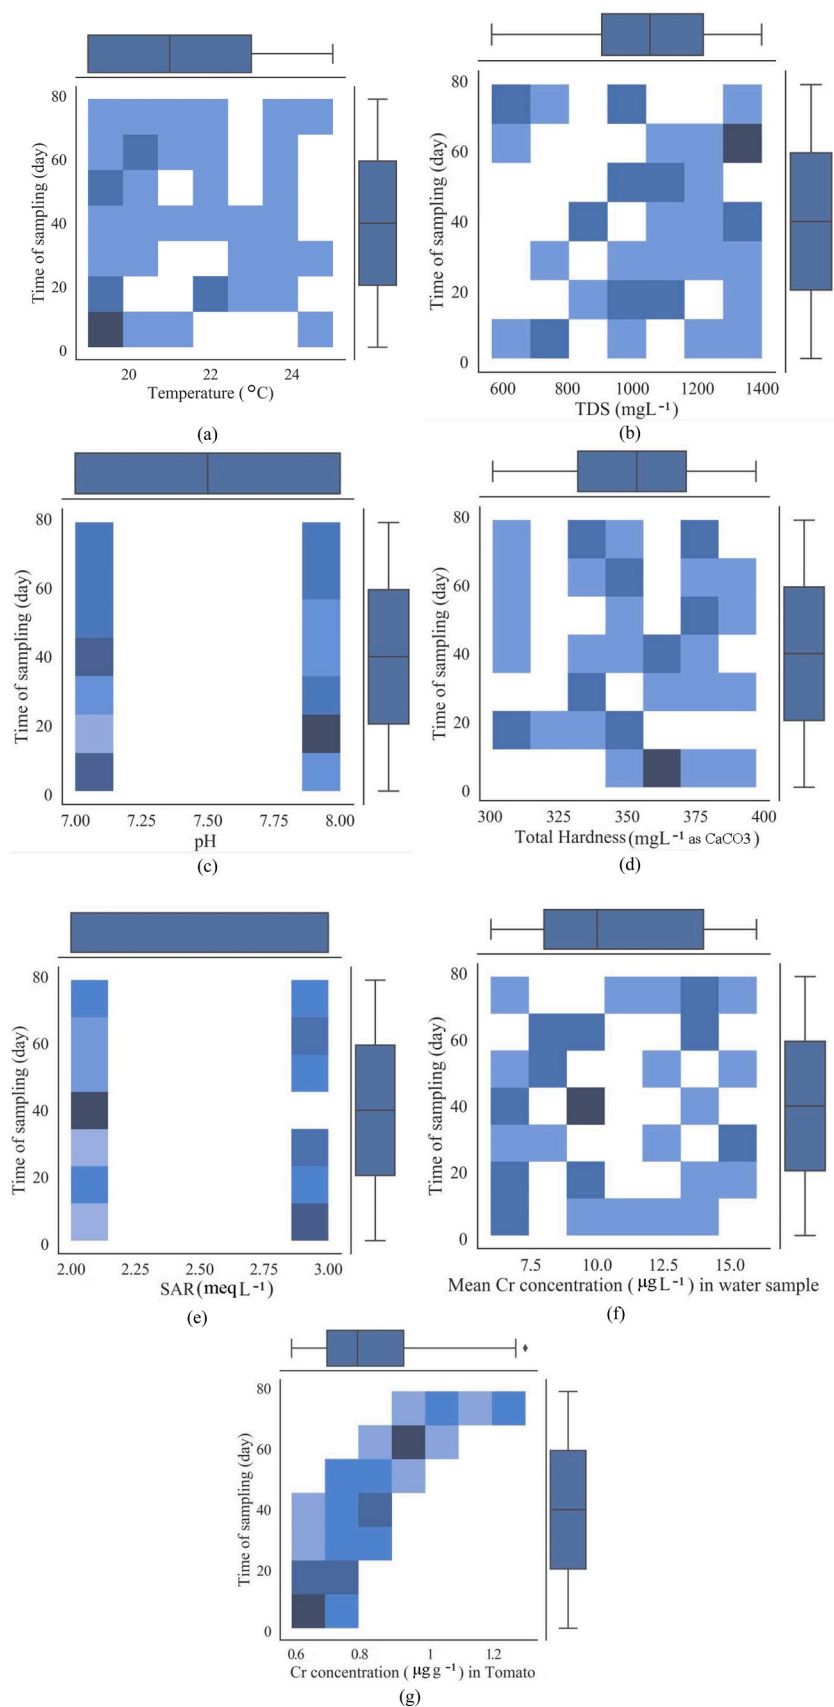 80
60
40
20
0
Time of sampling (day)
20 22 24
Temperature (°C)
(a)
80
60
40
20
0
Time of sampling (day)
600 800 1000 1200 1400
TDS (mgL⁻¹)
(b)
80
60
40
20
0
Time of sampling (day)
7.00 7.25 7.50 7.75 8.00
pH
(c)
80
60
40
20
0
Time of sampling (day)
300 325 350 375 400
Total Hardness(mgL⁻¹ as CaCO3)
(d)
80
60
40
20
0
Time of sampling (day)
2.00 2.25 2.50 2.75 3.00
SAR(meqL⁻¹)
(e)
80
60
40
20
0
Time of sampling (day)
7.5 10.0 12.5 15.0
Mean Cr concentration (µgL⁻¹) in water sample
(f)
80
60
40
20
0
Time of sampling (day)
0.6 0.8 1 1.2
Cr concentration (µg g⁻¹) in Tomato
(g)